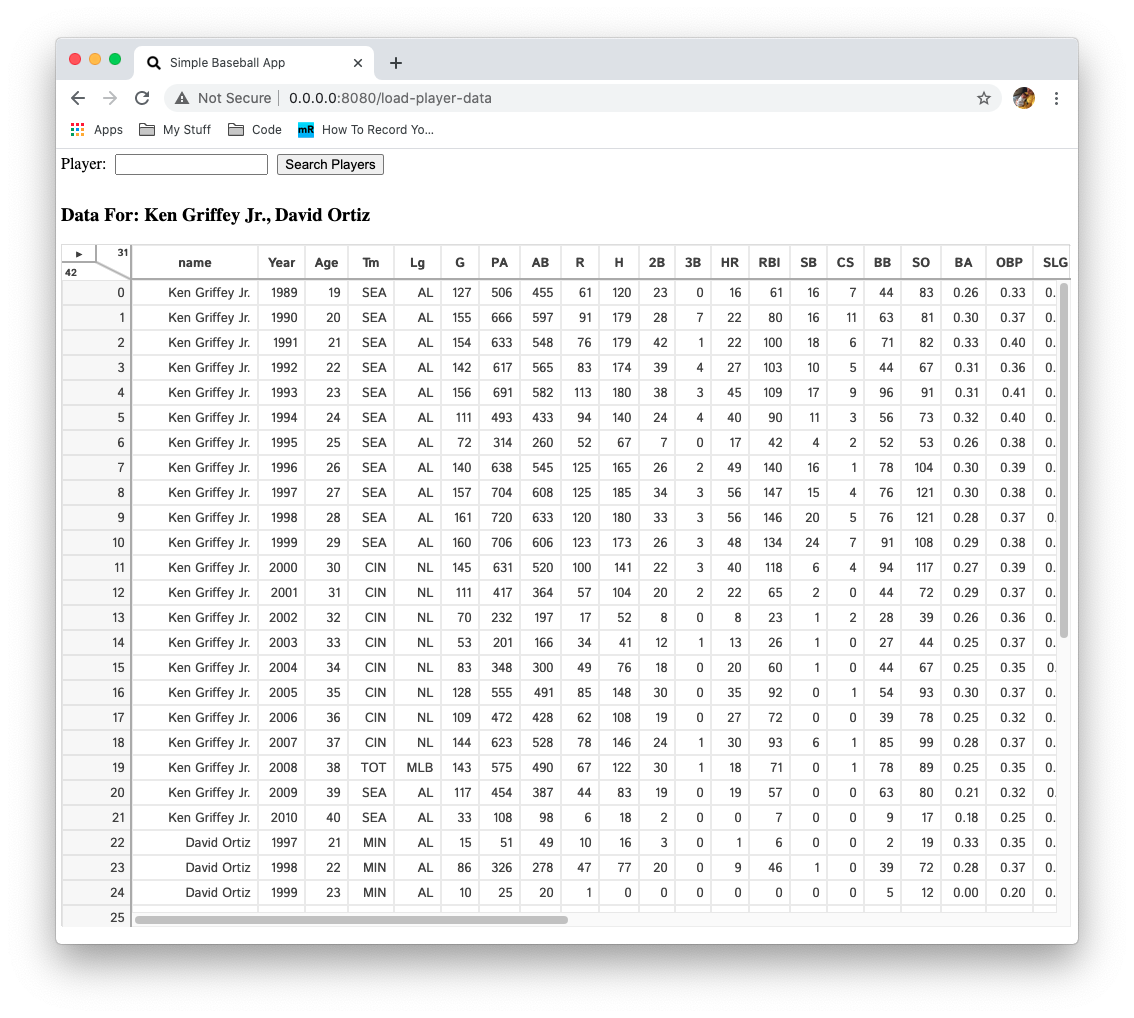 Simple Baseball App
Not Secure 0.0.0.0:8080/load-player-data
Apps My Stuff Code mR How To Record Yo...
Player: Search Players
Data For: Ken Griffey Jr., David Ortiz
► 31
42
name Year Age Tm Lg G PA AB R H 2B 3B HR RBI SB CS BB SO BA OBP SLG
0 Ken Griffey Jr. 1989 19 SEA AL 127 506 455 61 120 23 0 16 61 16 7 44 83 0.26 0.33 0.
1 Ken Griffey Jr. 1990 20 SEA AL 155 666 597 91 179 28 7 22 80 16 11 63 81 0.30 0.37 0.
2 Ken Griffey Jr. 1991 21 SEA AL 154 633 548 76 179 42 1 22 100 18 6 71 82 0.33 0.40 0.
3 Ken Griffey Jr. 1992 22 SEA AL 142 617 565 83 174 39 4 27 103 10 5 44 67 0.31 0.36 0.
4 Ken Griffey Jr. 1993 23 SEA AL 156 691 582 113 180 38 3 45 109 17 9 96 91 0.31 0.41 0.
5 Ken Griffey Jr. 1994 24 SEA AL 111 493 433 94 140 24 4 40 90 11 3 56 73 0.32 0.40 0.
6 Ken Griffey Jr. 1995 25 SEA AL 72 314 260 52 67 7 0 17 42 4 2 52 53 0.26 0.38 0.
7 Ken Griffey Jr. 1996 26 SEA AL 140 638 545 125 165 26 2 49 140 16 1 78 104 0.30 0.39 0.
8 Ken Griffey Jr. 1997 27 SEA AL 157 704 608 125 185 34 3 56 147 15 4 76 121 0.30 0.38 0.
9 Ken Griffey Jr. 1998 28 SEA AL 161 720 633 120 180 33 3 56 146 20 5 76 121 0.28 0.37 0.
10 Ken Griffey Jr. 1999 29 SEA AL 160 706 606 123 173 26 3 48 134 24 7 91 108 0.29 0.38 0.
11 Ken Griffey Jr. 2000 30 CIN NL 145 631 520 100 141 22 3 40 118 6 4 94 117 0.27 0.39 0.
12 Ken Griffey Jr. 2001 31 CIN NL 111 417 364 57 104 20 2 22 65 2 0 44 72 0.29 0.37 0.
13 Ken Griffey Jr. 2002 32 CIN NL 70 232 197 17 52 8 0 8 23 1 2 28 39 0.26 0.36 0.
14 Ken Griffey Jr. 2003 33 CIN NL 53 201 166 34 41 12 1 13 26 1 0 27 44 0.25 0.37 0.
15 Ken Griffey Jr. 2004 34 CIN NL 83 348 300 49 76 18 0 20 60 1 0 44 67 0.25 0.35 0.
16 Ken Griffey Jr. 2005 35 CIN NL 128 555 491 85 148 30 0 35 92 0 1 54 93 0.30 0.37 0.
17 Ken Griffey Jr. 2006 36 CIN NL 109 472 428 62 108 19 0 27 72 0 0 39 78 0.25 0.32 0.
18 Ken Griffey Jr. 2007 37 CIN NL 144 623 528 78 146 24 1 30 93 6 1 85 99 0.28 0.37 0.
19 Ken Griffey Jr. 2008 38 TOT MLB 143 575 490 67 122 30 1 18 71 0 1 78 89 0.25 0.35 0.
20 Ken Griffey Jr. 2009 39 SEA AL 117 454 387 44 83 19 0 19 57 0 0 63 80 0.21 0.32 0.
21 Ken Griffey Jr. 2010 40 SEA AL 33 108 98 6 18 2 0 0 7 0 0 9 17 0.18 0.25 0.
22 David Ortiz 1997 21 MIN AL 15 51 49 10 16 3 0 1 6 0 0 2 19 0.33 0.35 0.
23 David Ortiz 1998 22 MIN AL 86 326 278 47 77 20 0 9 46 1 0 39 72 0.28 0.37 0.
24 David Ortiz 1999 23 MIN AL 10 25 20 1 0 0 0 0 0 0 0 5 12 0.00 0.20 0.
25